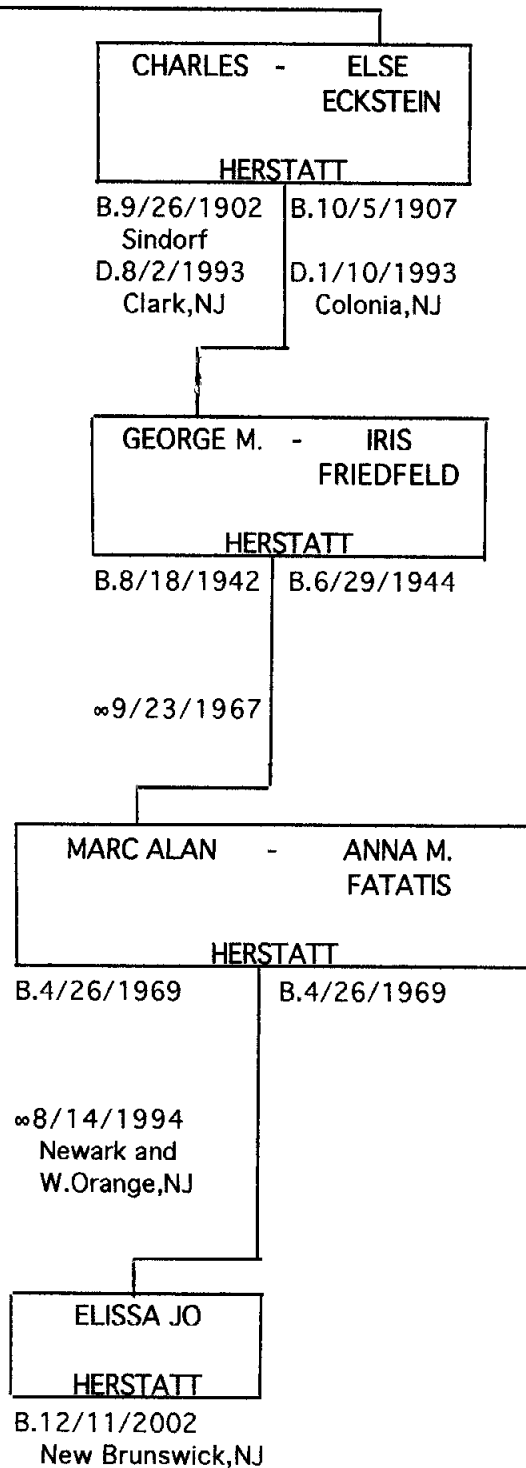 CHARLES - ELSE
ECKSTEIN
HERSTATT
B.9/26/1902 B.10/5/1907
Sindorf
D.8/2/1993 D.1/10/1993
Clark,NJ Colonia,NJ
GEORGE M. - IRIS
FRIEDFELD
HERSTATT
B.8/18/1942 B.6/29/1944
∞9/23/1967
MARC ALAN - ANNA M.
FATATIS
HERSTATT
B.4/26/1969 B.4/26/1969
∞8/14/1994
Newark and
W.Orange,NJ
ELISSA JO
HERSTATT
B.12/11/2002
New Brunswick,NJ